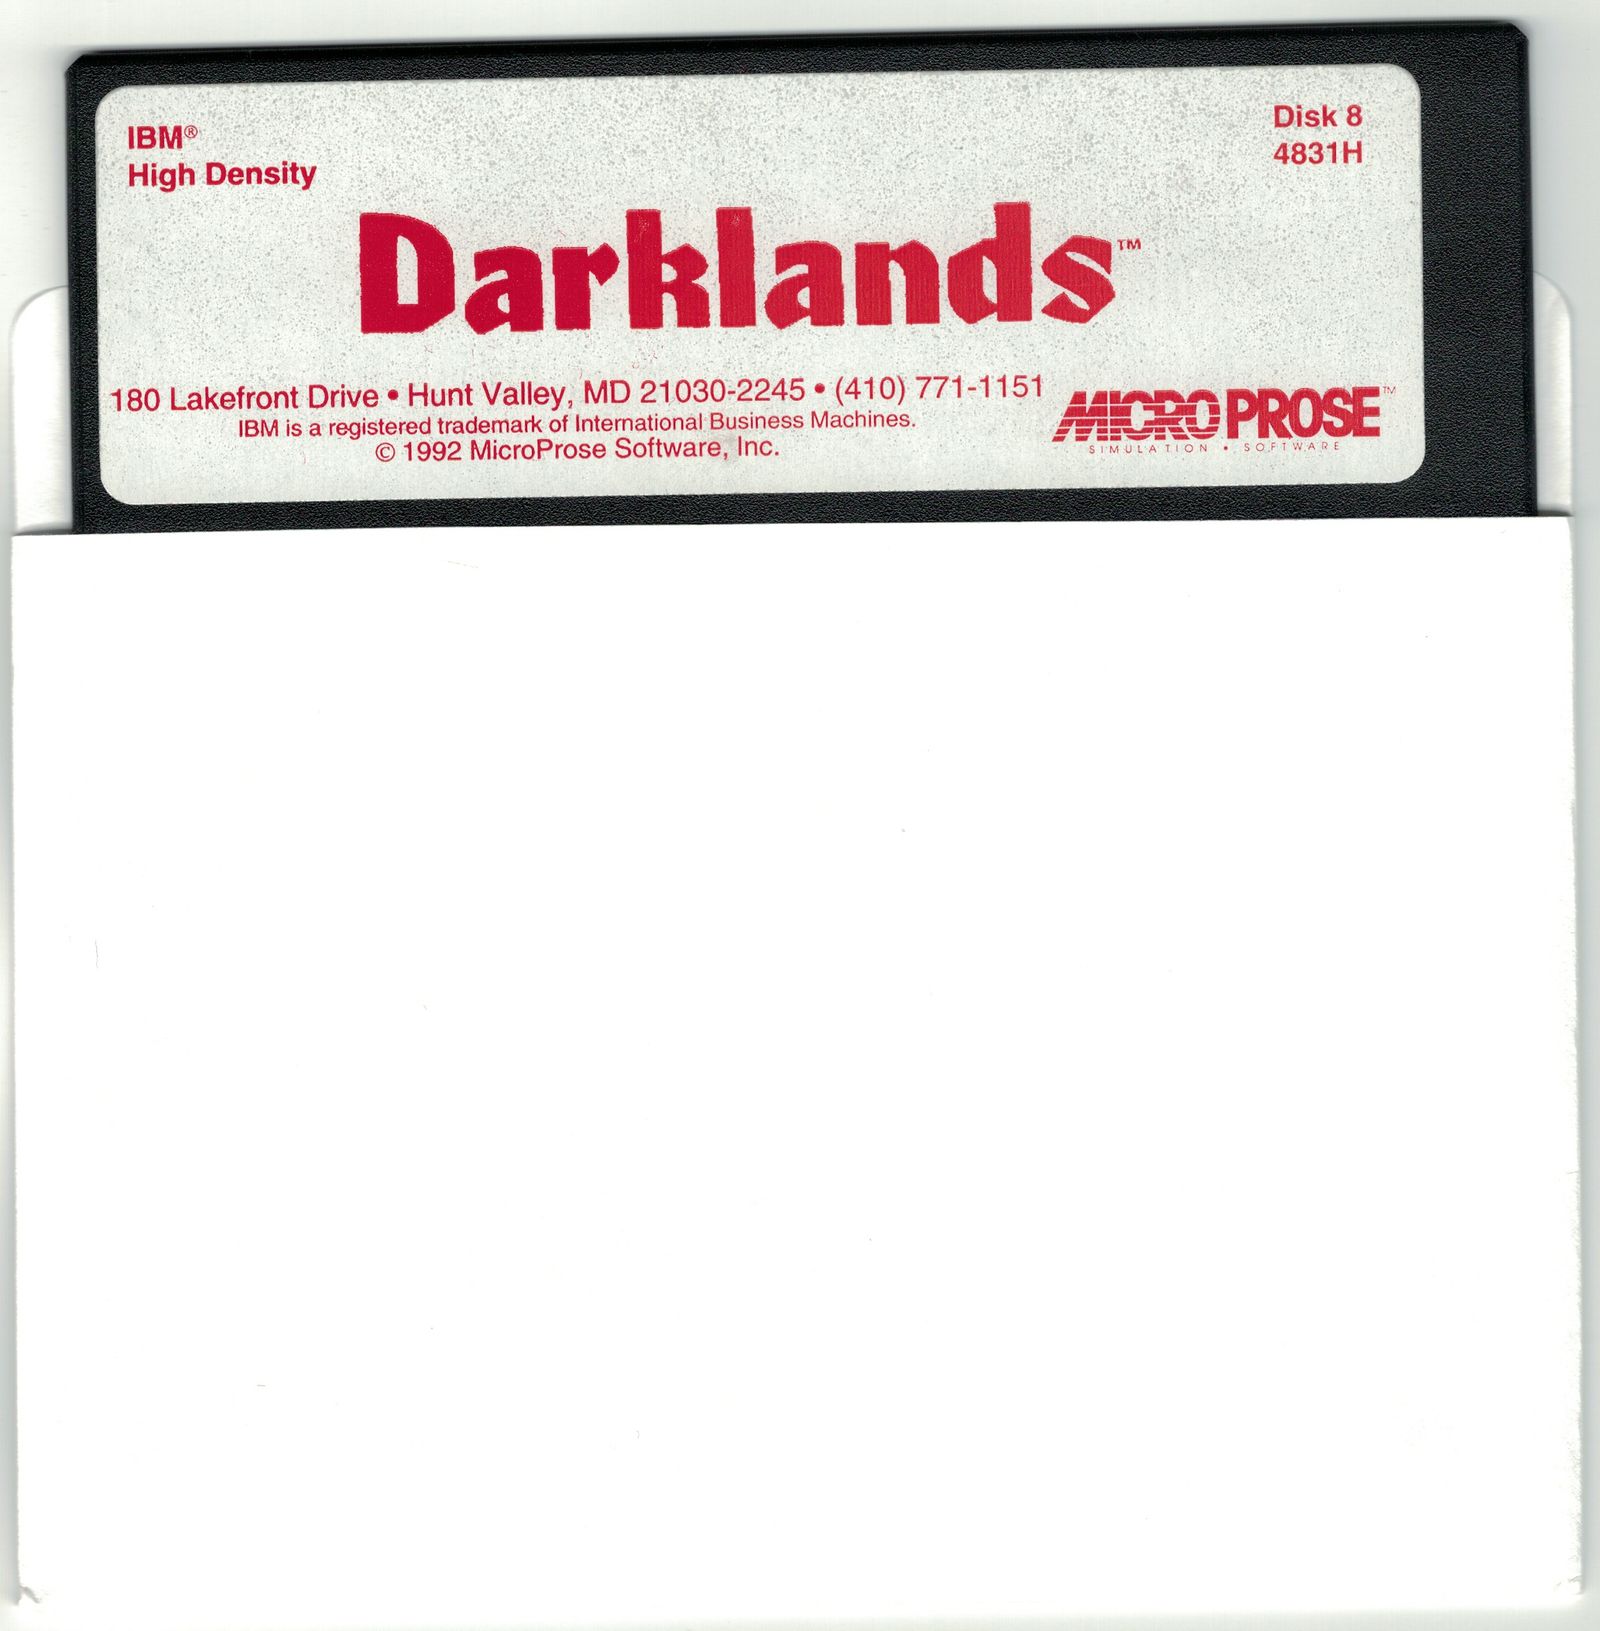 IBM®
High Density
Disk 8
4831H
Darklands™
180 Lakefront Drive • Hunt Valley, MD 21030-2245 • (410) 771-1151
IBM is a registered trademark of International Business Machines.
© 1992 MicroProse Software, Inc.
MICROPROSE™
SIMULATION • SOFTWARE